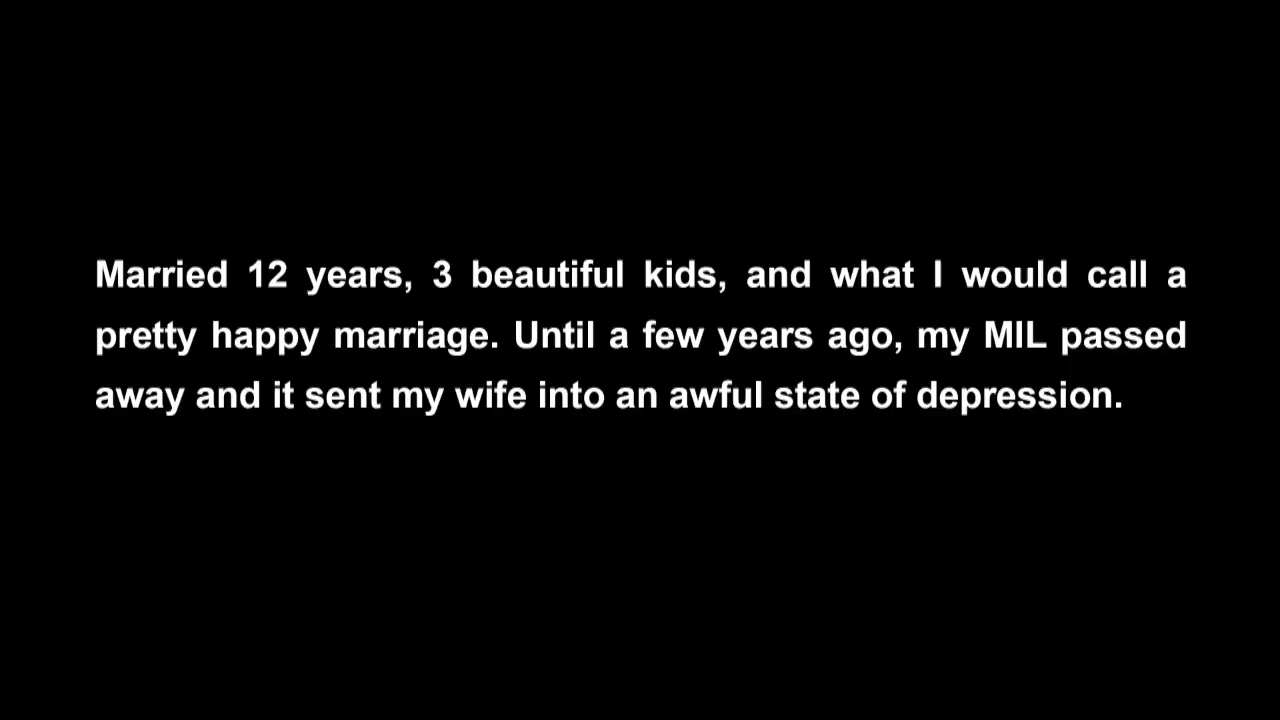 Married 12 years, 3 beautiful kids, and what I would call a
pretty happy marriage. Until a few years ago, my MIL passed
away and it sent my wife into an awful state of depression.